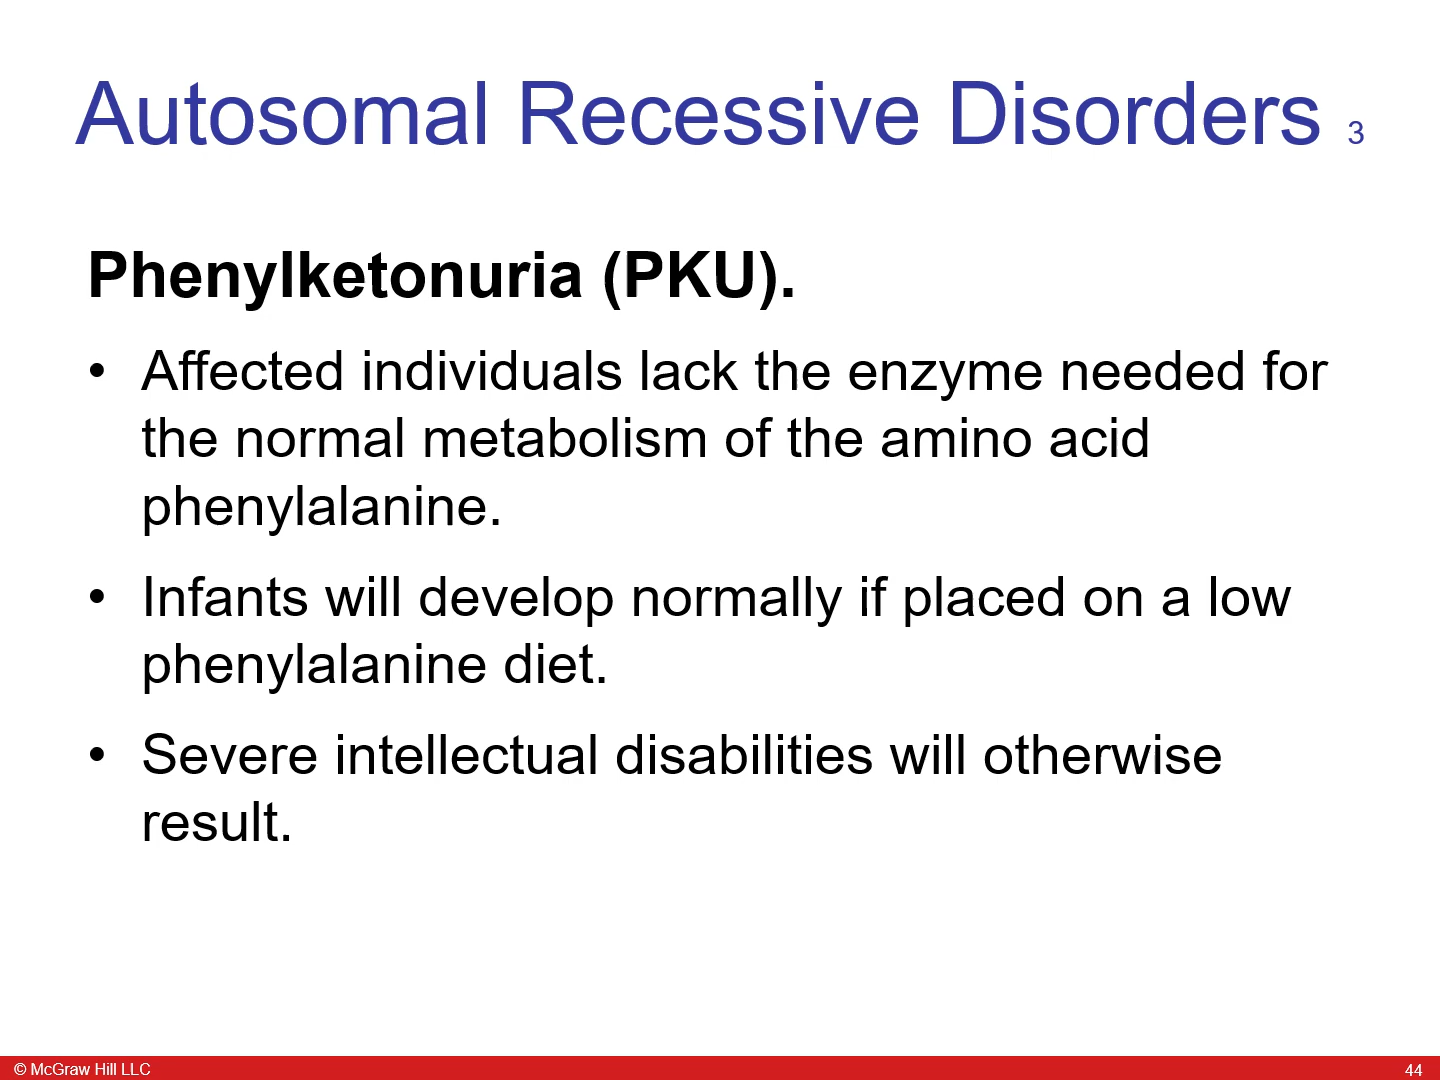 Autosomal Recessive Disorders 3
Phenylketonuria (PKU).
• Affected individuals lack the enzyme needed for
the normal metabolism of the amino acid
phenylalanine.
• Infants will develop normally if placed on a low
phenylalanine diet.
• Severe intellectual disabilities will otherwise
result.
© McGraw Hill LLC
44